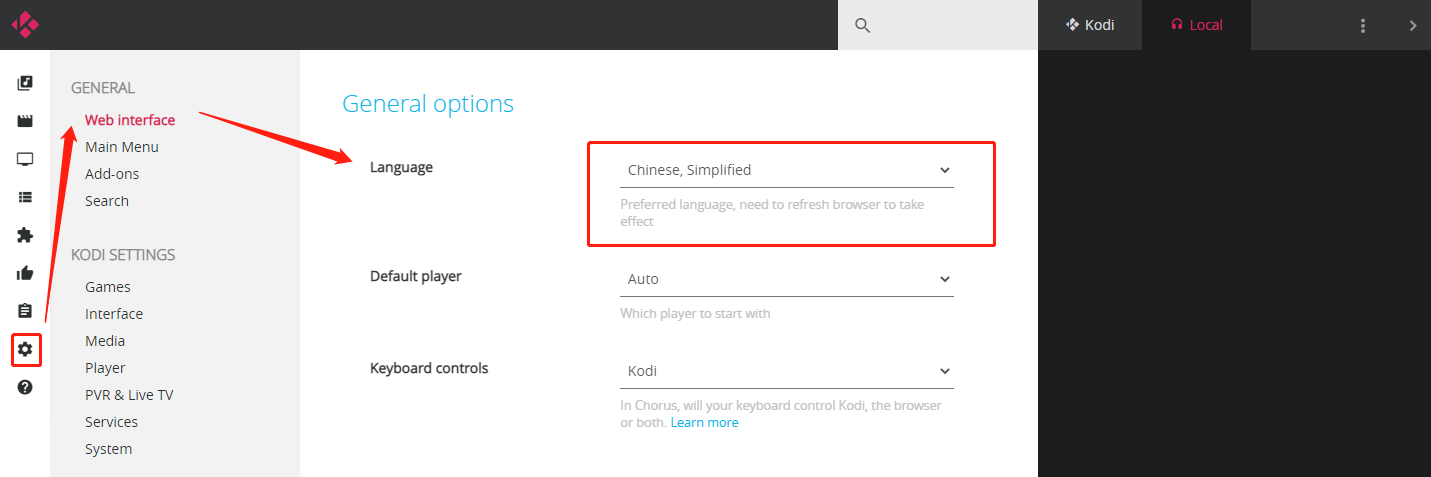 Kodi
Local
GENERAL
Web interface
Main Menu
Add-ons
Search
KODI SETTINGS
Games
Interface
Media
Player
PVR & Live TV
Services
System
General options
Language
Chinese, Simplified
Preferred language, need to refresh browser to take
effect
Default player
Auto
Which player to start with
Keyboard controls
Kodi
In Chorus, will your keyboard control Kodi, the browser
or both. Learn more